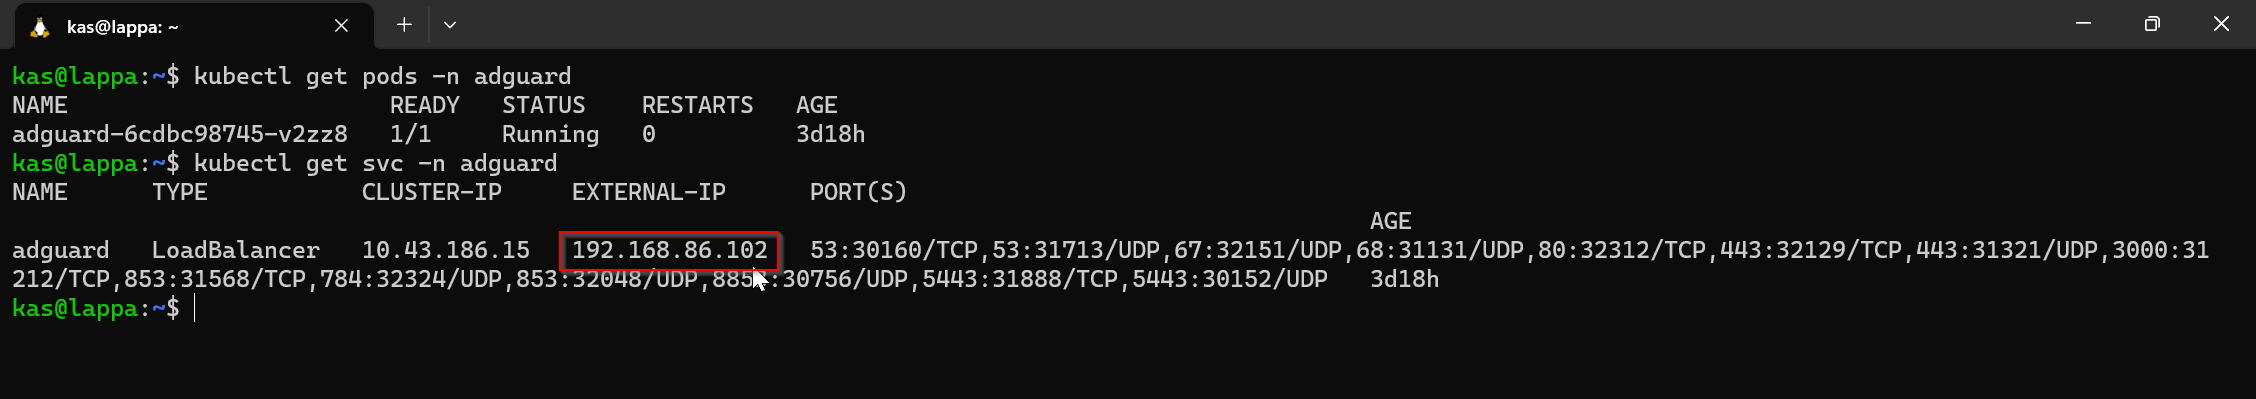 kas@lappa: ~
kas@lappa:~$ kubectl get pods -n adguard
NAME READY STATUS RESTARTS AGE
adguard-6cdbc98745-v2zz8 1/1 Running 0 3d18h
kas@lappa:~$ kubectl get svc -n adguard
NAME TYPE CLUSTER-IP EXTERNAL-IP PORT(S)
AGE
adguard LoadBalancer 10.43.186.15 192.168.86.102 53:30160/TCP,53:31713/UDP,67:32151/UDP,68:31131/UDP,80:32312/TCP,443:32129/TCP,443:31321/UDP,3000:31
212/TCP,853:31568/TCP,784:32324/UDP,853:32048/UDP,8853:30756/UDP,5443:31888/TCP,5443:30152/UDP 3d18h
kas@lappa:~$